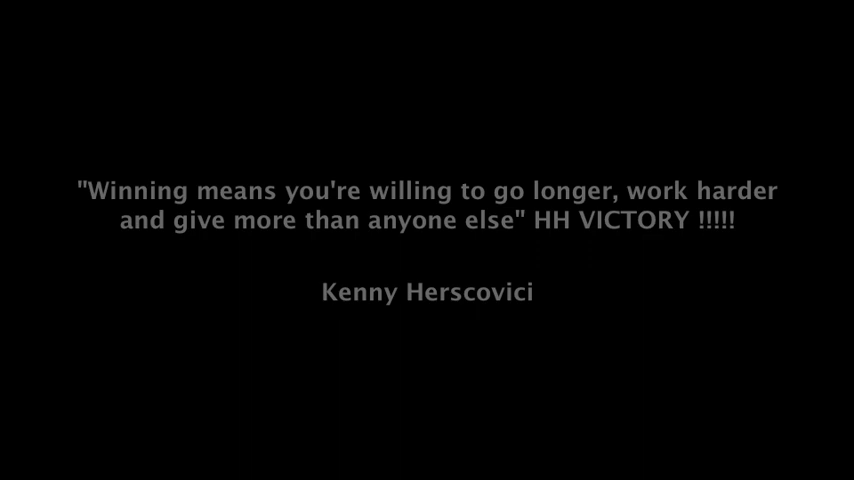 "Winning means you're willing to go longer, work harder
and give more than anyone else" HH VICTORY !!!!!
Kenny Herscovici